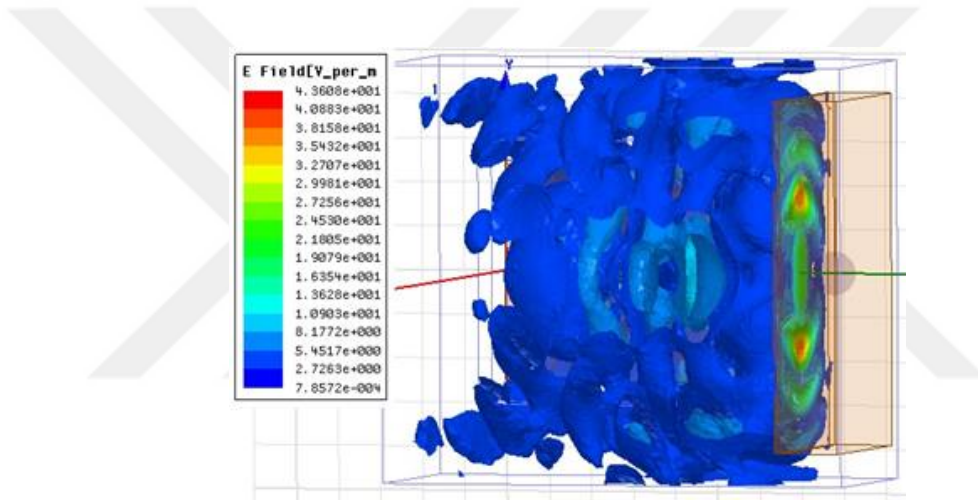 E Field[V_per_m
4.3608e+001
4.0883e+001
3.8158e+001
3.5432e+001
3.2707e+001
2.9981e+001
2.7256e+001
2.4530e+001
2.1805e+001
1.9079e+001
1.6354e+001
1.3628e+001
1.0903e+001
8.1772e+000
5.4517e+000
2.7263e+000
7.8572e-004
Y